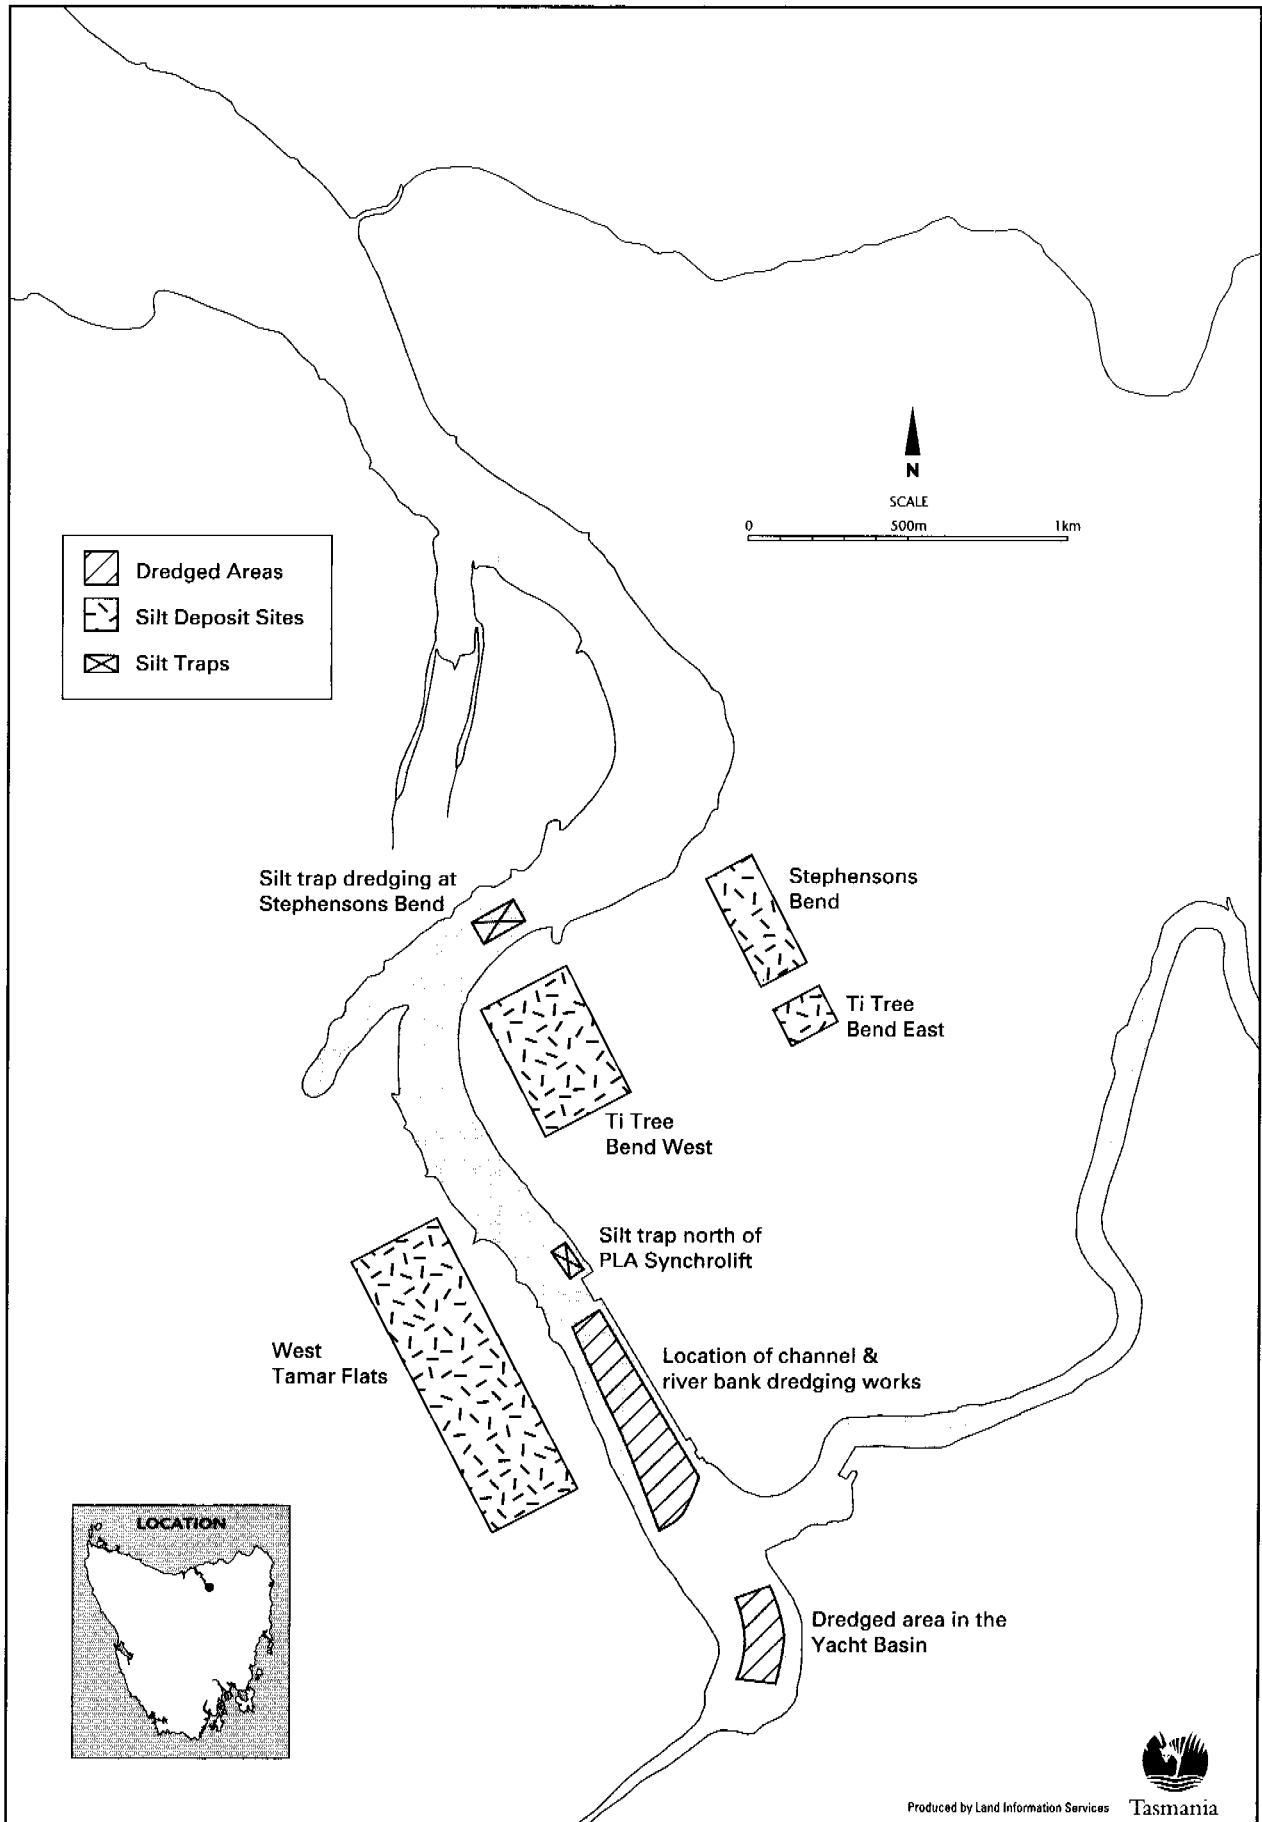 N
SCALE
0 500m 1km
Dredged Areas
Silt Deposit Sites
Silt Traps
Silt trap dredging at
Stephensons Bend
Stephensons
Bend
Ti Tree
Bend East
Ti Tree
Bend West
Silt trap north of
PLA Synchrolift
West
Tamar Flats
Location of channel &
river bank dredging works
LOCATION
Dredged area in the
Yacht Basin
Produced by Land Information Services
Tasmania